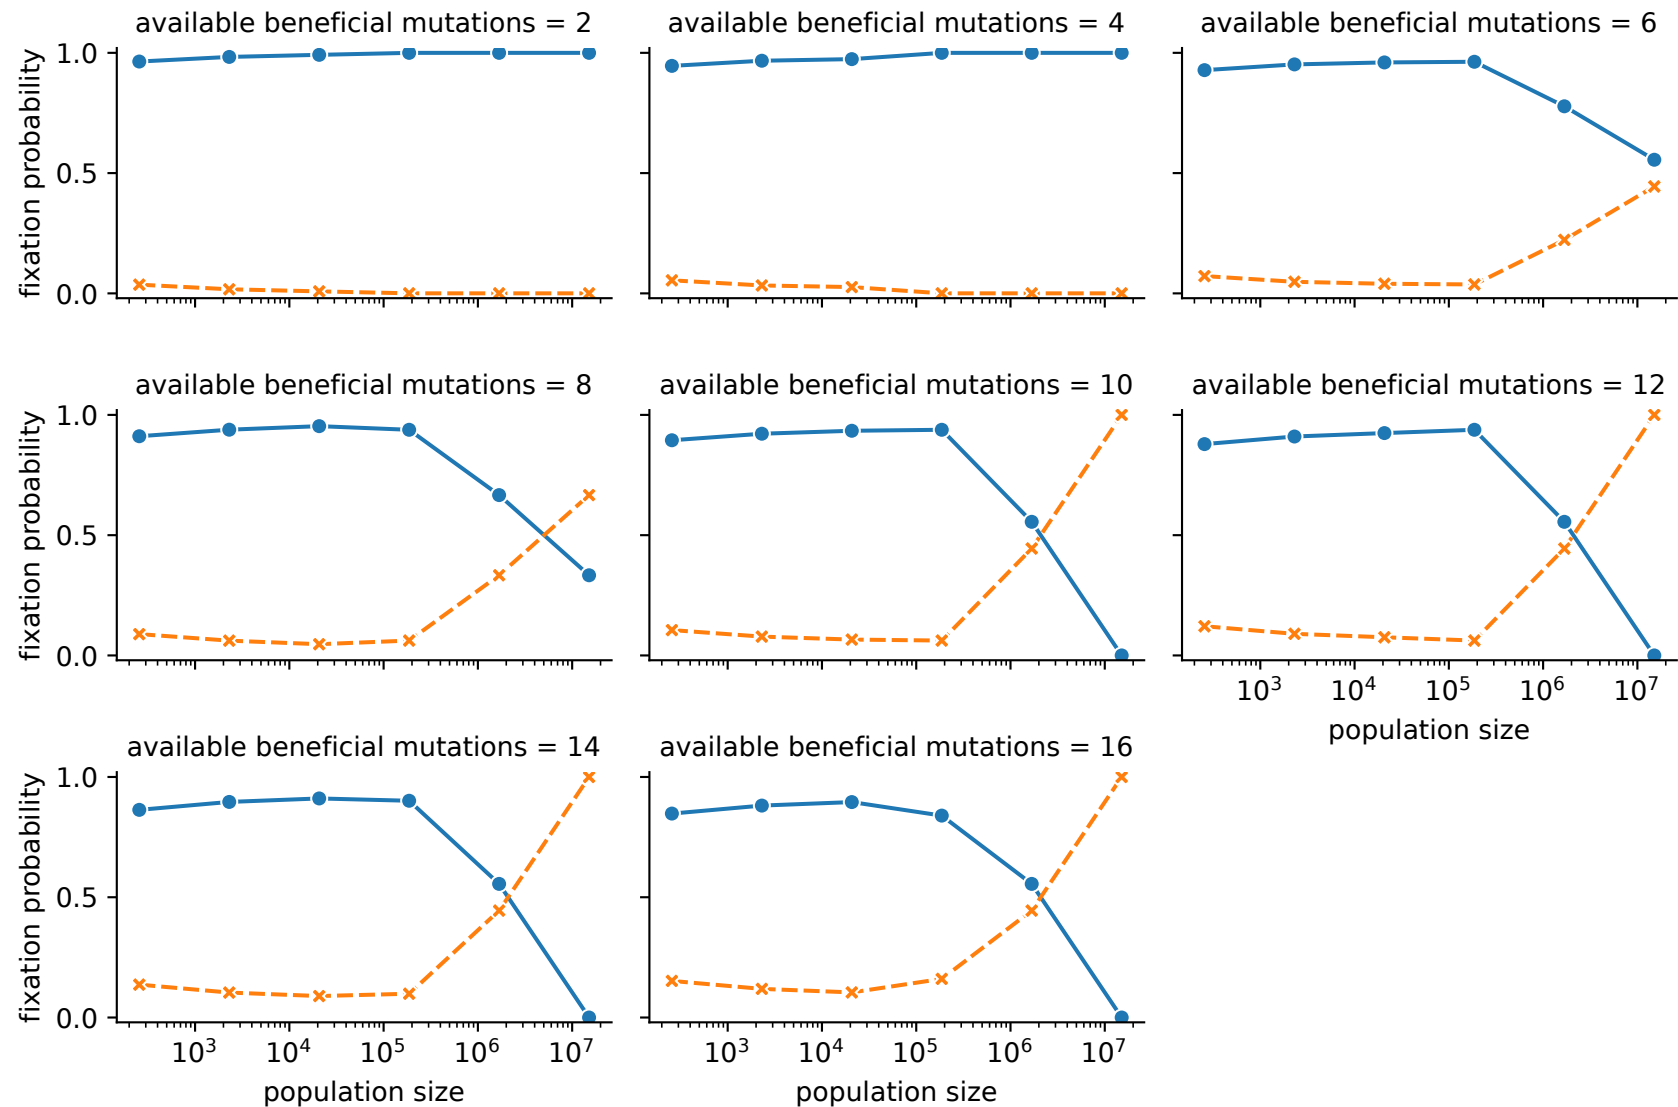 available beneficial mutations = 2
available beneficial mutations = 4
available beneficial mutations = 6
fixation probability
1.0
0.5
0.0
available beneficial mutations = 8
available beneficial mutations = 10
available beneficial mutations = 12
fixation probability
1.0
0.5
0.0
10³ 10⁴ 10⁵ 10⁶ 10⁷
population size
available beneficial mutations = 14
available beneficial mutations = 16
fixation probability
1.0
0.5
0.0
10³ 10⁴ 10⁵ 10⁶ 10⁷
population size
10³ 10⁴ 10⁵ 10⁶ 10⁷
population size